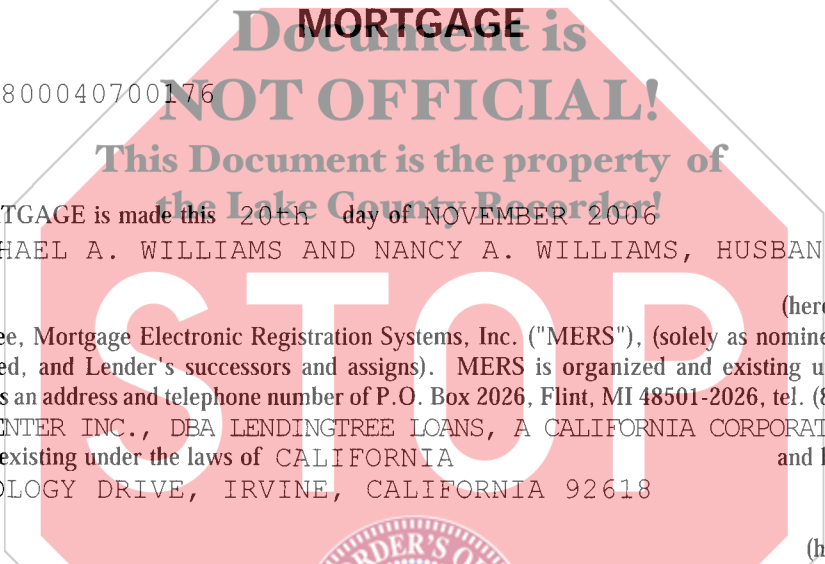 MORTGAGE
Document is
800040700176
NOT OFFICIAL!
This Document is the property of
the Lake County Recorder!
TGAGE is made this 20th day of NOVEMBER 2006
HAEL A. WILLIAMS AND NANCY A. WILLIAMS, HUSBAN
(here
STOP
ee, Mortgage Electronic Registration Systems, Inc. ("MERS"), (solely as nomine
ed, and Lender's successors and assigns). MERS is organized and existing u
s an address and telephone number of P.O. Box 2026, Flint, MI 48501-2026, tel. (8
ENTER INC., DBA LENDINGTREE LOANS, A CALIFORNIA CORPORAT
existing under the laws of CALIFORNIA and h
OLOGY DRIVE, IRVINE, CALIFORNIA 92618
ORDER'S O
(h